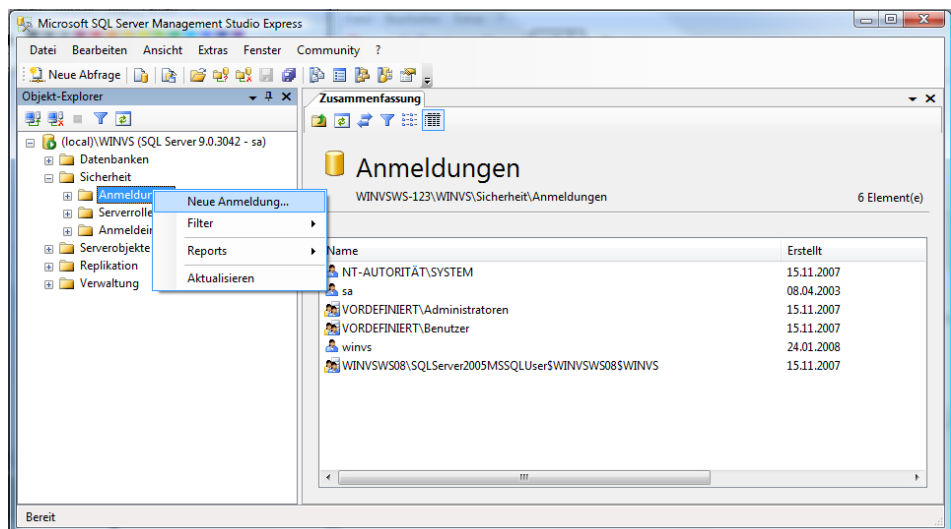 Microsoft SQL Server Management Studio Express
Datei Bearbeiten Ansicht Extras Fenster Community ?
Neue Abfrage
Objekt-Explorer
(local)\WINVS (SQL Server 9.0.3042 - sa)
Datenbanken
Sicherheit
Anmeldun
Serverrolle
Anmeldein
Serverobjekte
Replikation
Verwaltung
Neue Anmeldung...
Filter
Reports
Aktualisieren
Zusammenfassung
Anmeldungen
WINVSWS-123\WINVS\Sicherheit\Anmeldungen
6 Element(e)
Name Erstellt
NT-AUTORITÄT\SYSTEM 15.11.2007
sa 08.04.2003
VORDEFINIERT\Administratoren 15.11.2007
VORDEFINIERT\Benutzer 15.11.2007
winvs 24.01.2008
WINVSWS08\SQLServer2005MSSQLUser$WINVSWS08$WINVS 15.11.2007
Bereit